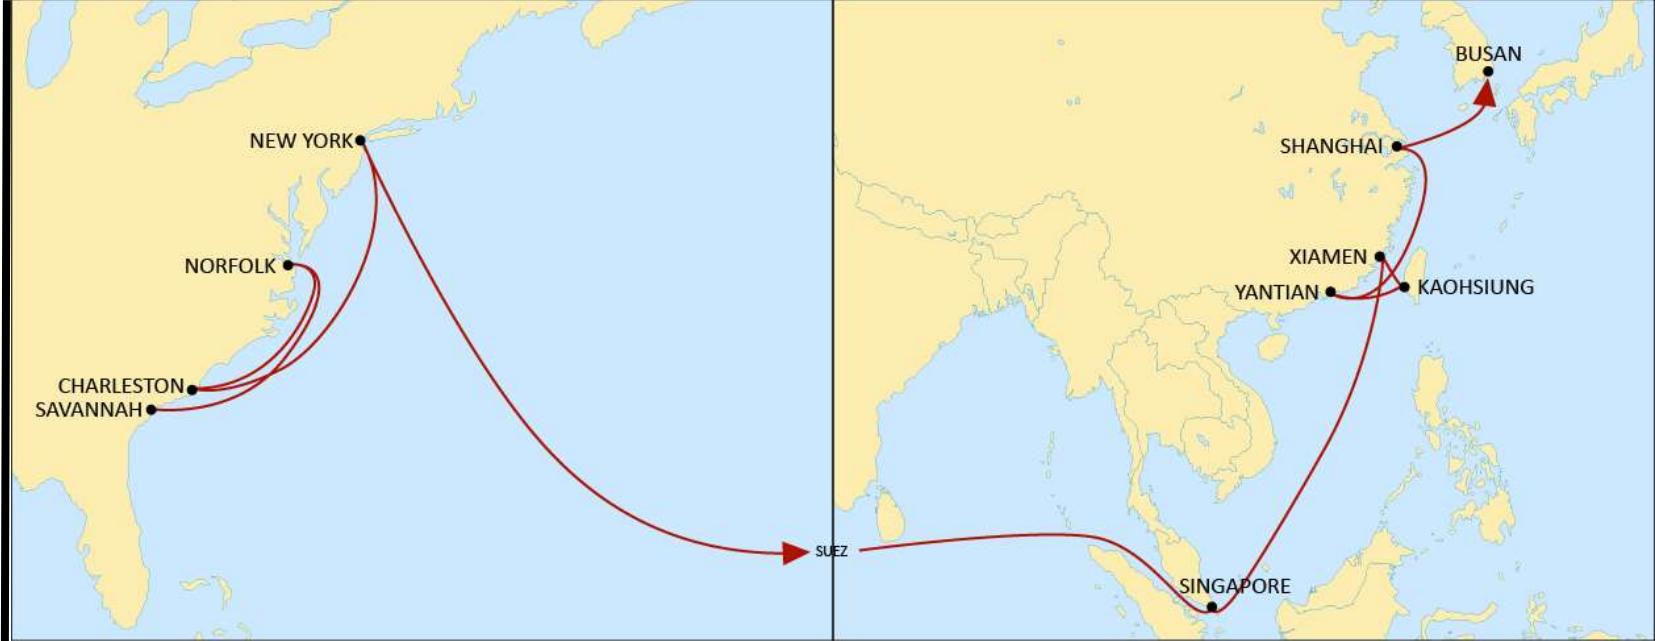 BUSAN
NEW YORK
SHANGHAI
XIAMEN
NORFOLK
YANTIAN
KAOHSIUNG
CHARLESTON
SAVANNAH
SUEZ
SINGAPORE